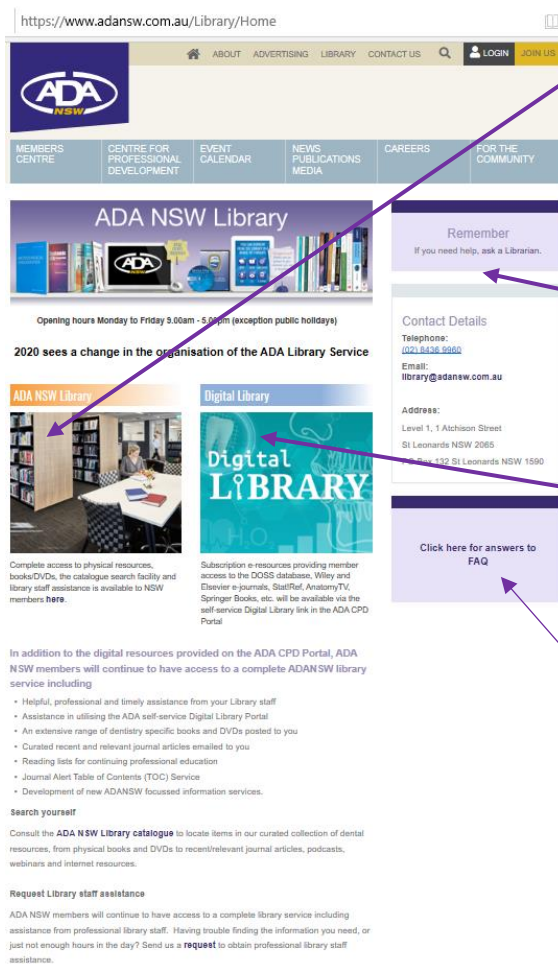 https://www.adansw.com.au/Library/Home
ABOUT ADVERTISING LIBRARY CONTACT US LOGIN JOIN US
ADA
NSW
MEMBERS
CENTRE
CENTRE FOR
PROFESSIONAL
DEVELOPMENT
EVENT
CALENDAR
NEWS
PUBLICATIONS
MEDIA
CAREERS
FOR THE
COMMUNITY
ADA NSW Library
ADA
Opening hours Monday to Friday 9.00am - 5.00pm (exception public holidays)
2020 sees a change in the organisation of the ADA Library Service
ADA NSW Library
Complete access to physical resources,
books/DVDs, the catalogue search facility and
library staff assistance is available to NSW
members here.
Digital Library
Digital
LIBRARY
H2O
Subscription e-resources providing member
access to the DOSS database, Wiley and
Elsevier e-journals, Stat!Ref, AnatomyTV,
Springer Books, etc. will be available via the
self-service Digital Library link in the ADA CPD
Portal
In addition to the digital resources provided on the ADA CPD Portal, ADA
NSW members will continue to have access to a complete ADANSW library
service including
• Helpful, professional and timely assistance from your Library staff
• Assistance in utilising the ADA self-service Digital Library Portal
• An extensive range of dentistry specific books and DVDs posted to you
• Curated recent and relevant journal articles emailed to you
• Reading lists for continuing professional education
• Journal Alert Table of Contents (TOC) Service
• Development of new ADANSW focussed information services.
Search yourself
Consult the ADA NSW Library catalogue to locate items in our curated collection of dental
resources, from physical books and DVDs to recent/relevant journal articles, podcasts,
webinars and internet resources.
Request Library staff assistance
ADA NSW members will continue to have access to a complete library service including
assistance from professional library staff. Having trouble finding the information you need, or
just not enough hours in the day? Send us a request to obtain professional library staff
assistance.
Remember
If you need help, ask a Librarian.
Contact Details
Telephone:
(02) 8436 9960
Email:
library@adansw.com.au
Address:
Level 1, 1 Atchison Street
St Leonards NSW 2065
PO Box 132 St Leonards NSW 1590
Click here for answers to
FAQ